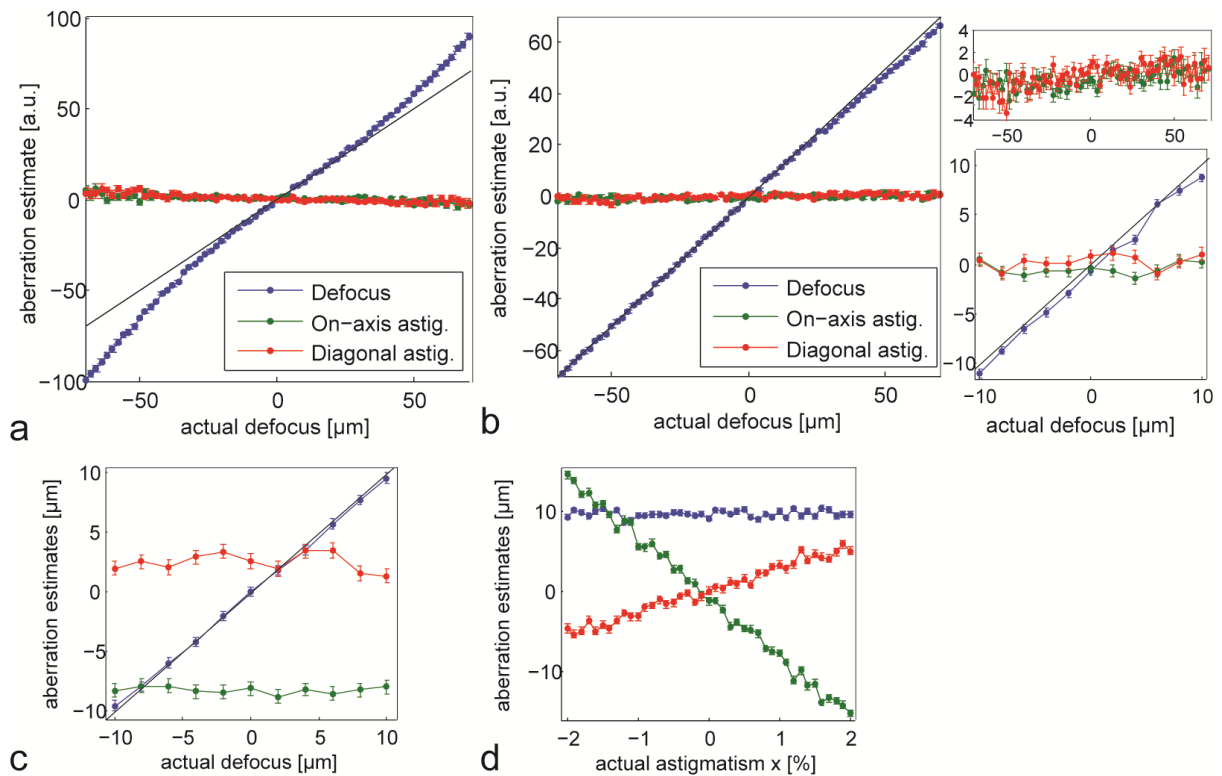 100
50
0
−50
−100
aberration estimate [a.u.]
−50
0
50
actual defocus [µm]
Defocus
On−axis astig.
Diagonal astig.
a
60
40
20
0
−20
−40
−60
aberration estimate [a.u.]
−50
0
50
actual defocus [µm]
Defocus
On−axis astig.
Diagonal astig.
b
4
2
0
−2
−4
−50
0
50
10
5
0
−5
−10
−10
0
10
actual defocus [µm]
10
5
0
−5
−10
aberration estimates [µm]
−10
−5
0
5
10
actual defocus [µm]
c
10
0
−10
aberration estimates [µm]
−2
−1
0
1
2
actual astigmatism x [%]
d